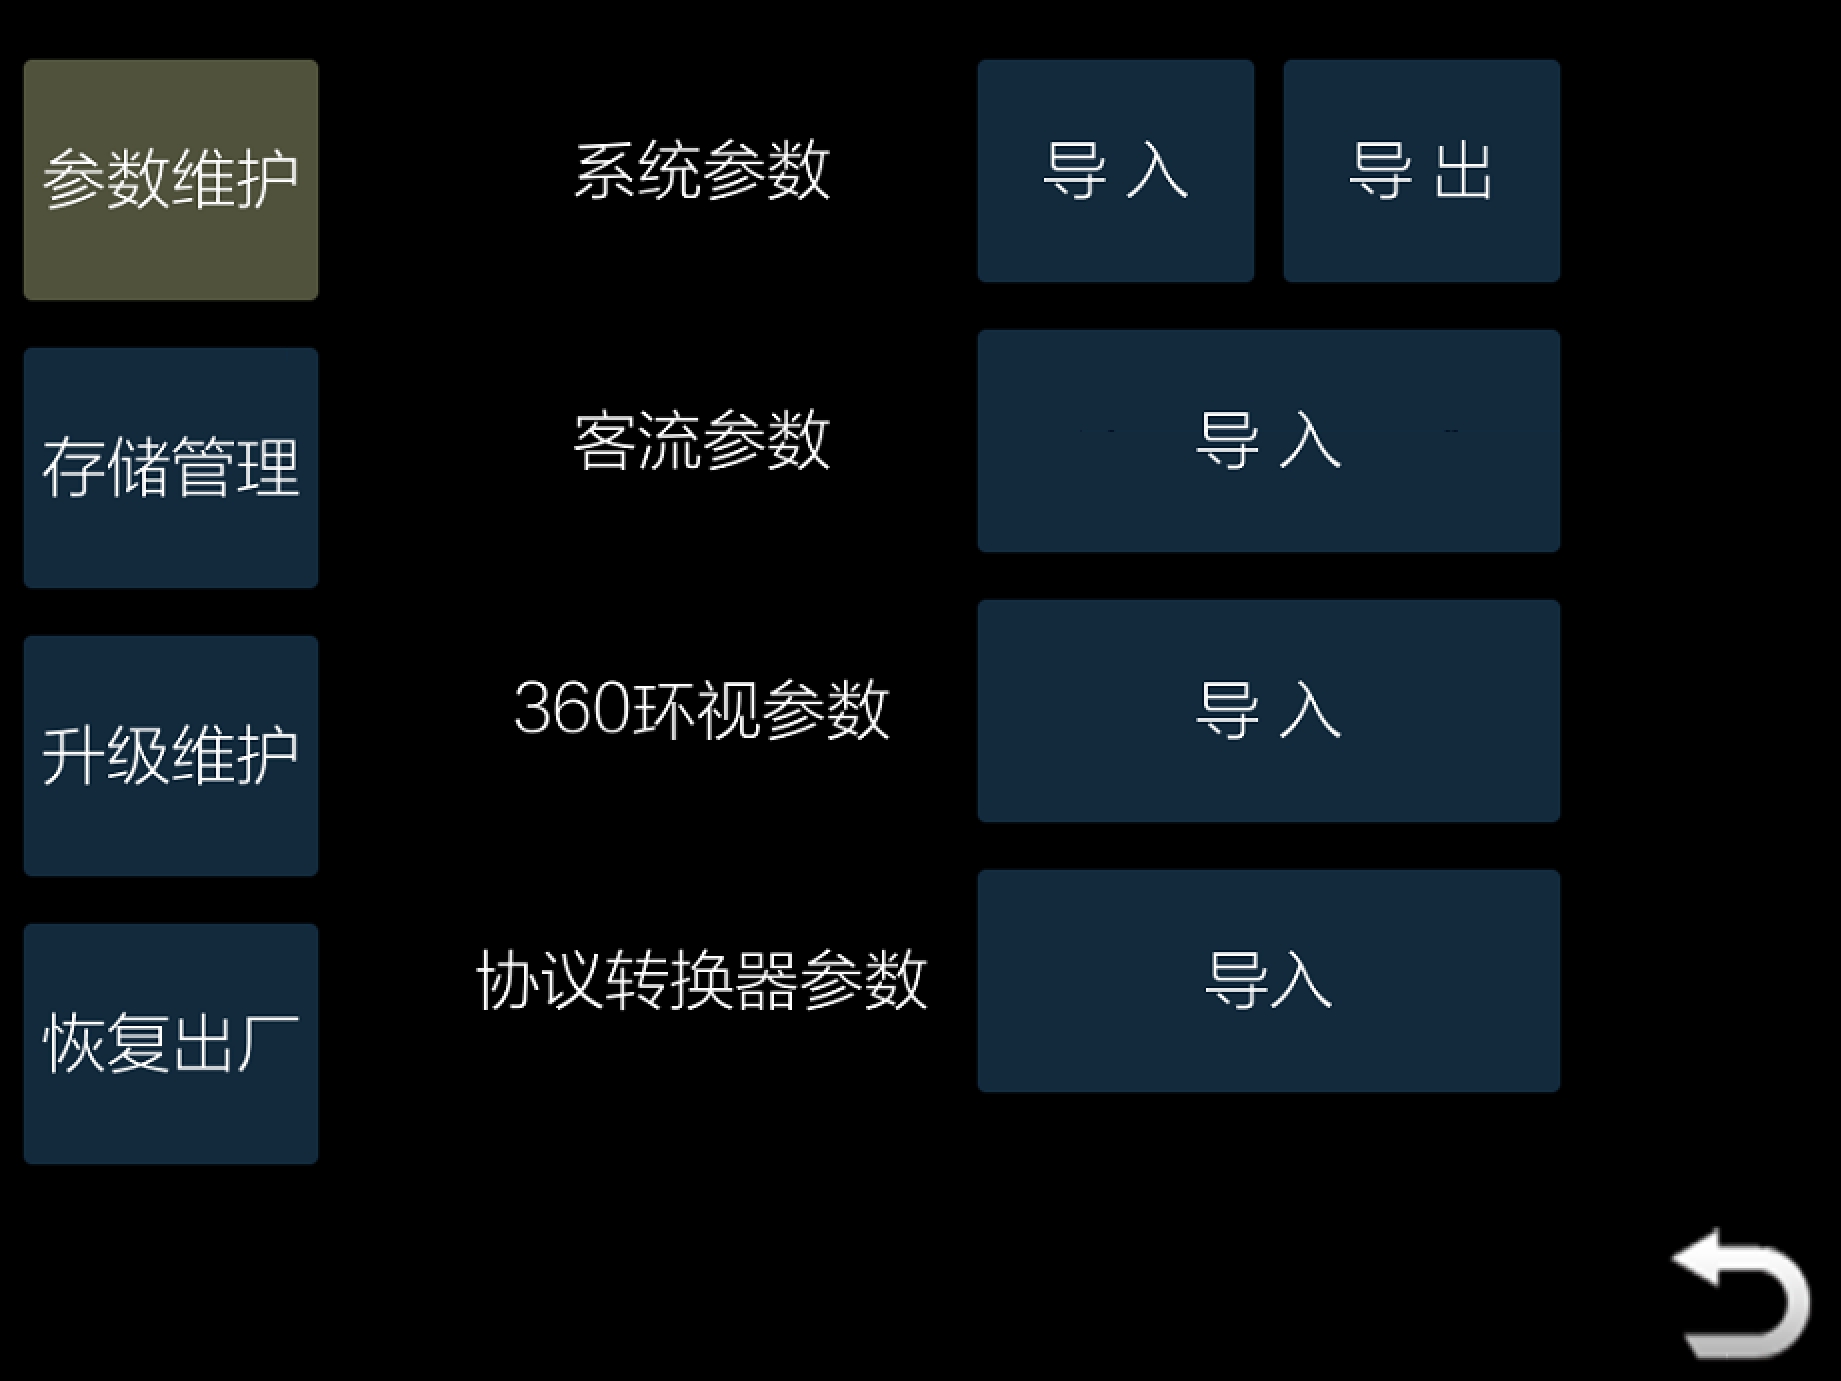 参数维护
系统参数
导 入
导 出
存储管理
客流参数
导 入
升级维护
360环视参数
导 入
恢复出厂
协议转换器参数
导入